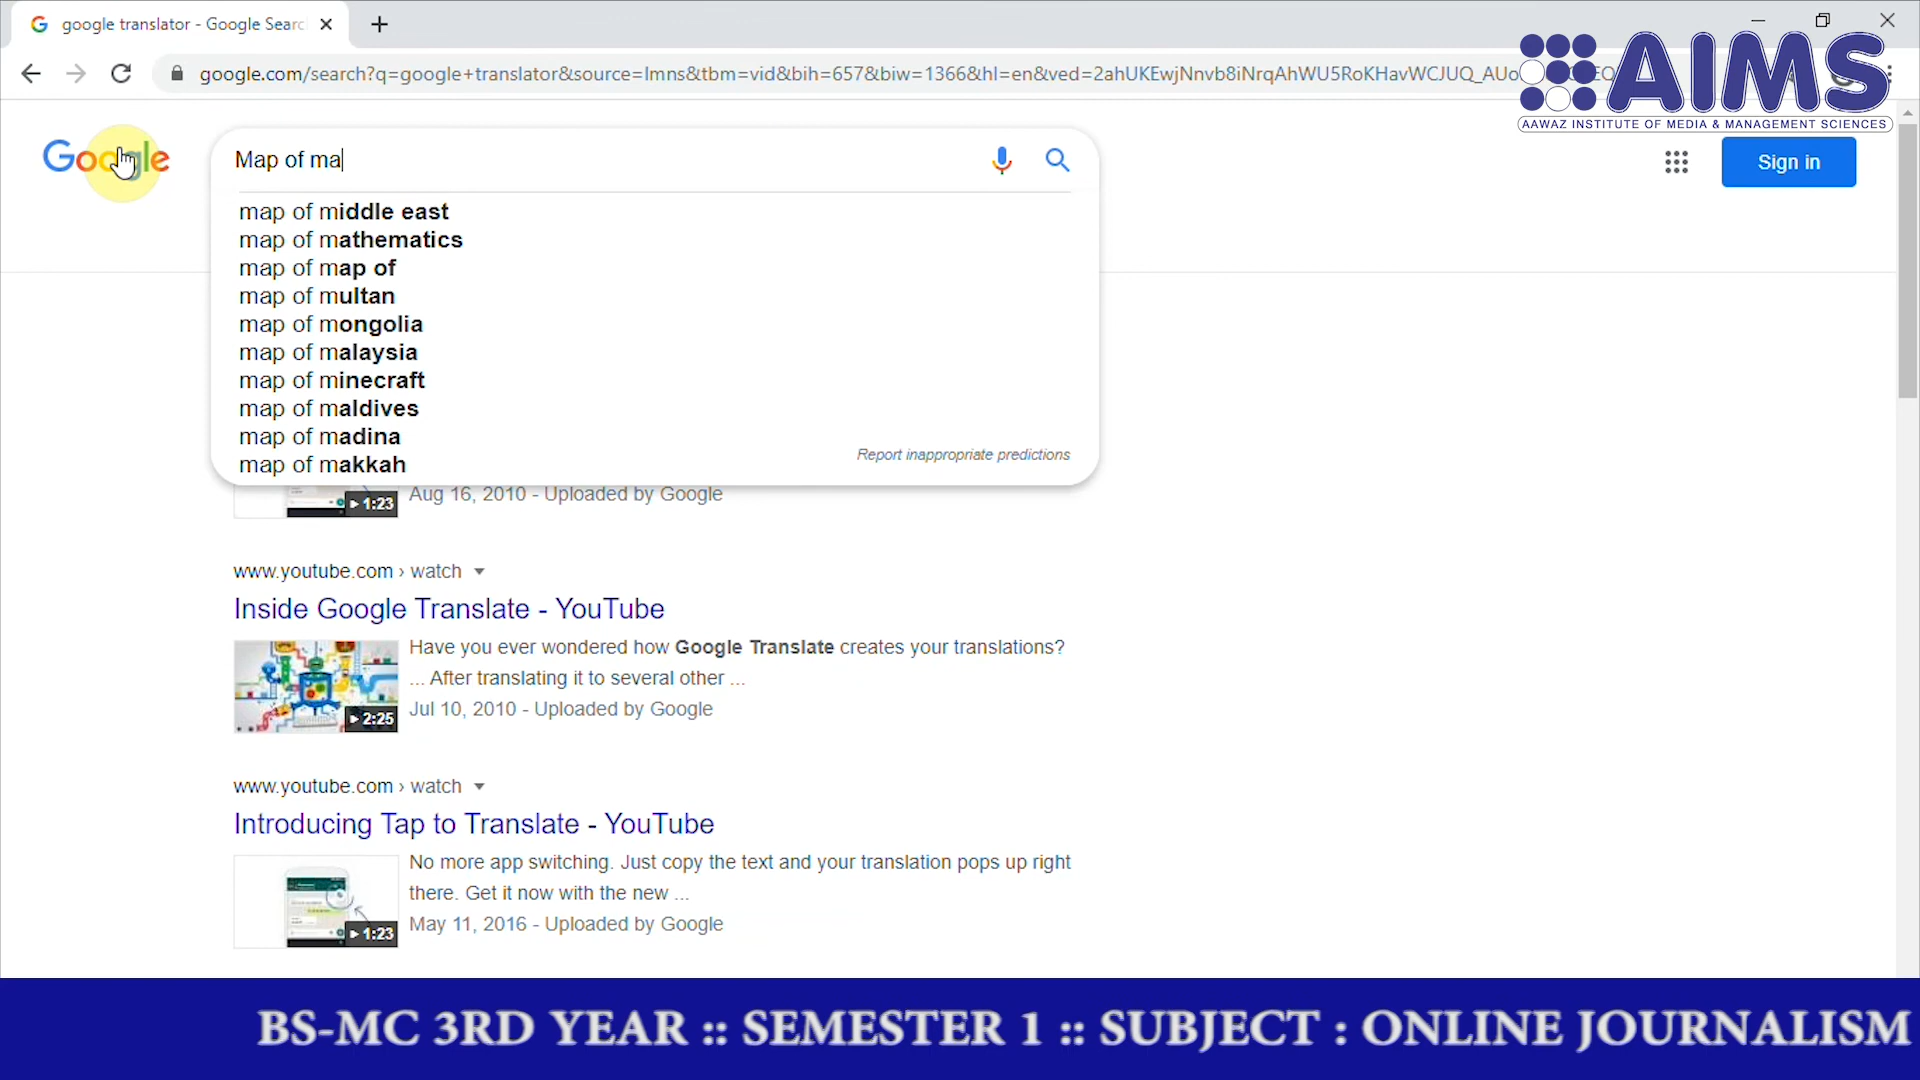 google translator - Google Searc
google.com/search?q=google+translator&source=lmns&tbm=vid&bih=657&biw=1366&hl=en&ved=2ahUKEwjNnvb8iNrqAhWU5RoKHavWCJUQ_AUo
AIMS
AAWAZ INSTITUTE OF MEDIA & MANAGEMENT SCIENCES
Google
Map of ma
Sign in
map of middle east
map of mathematics
map of map of
map of multan
map of mongolia
map of malaysia
map of minecraft
map of maldives
map of madina
map of makkah
Report inappropriate predictions
1:23
Aug 16, 2010 - Uploaded by Google
www.youtube.com › watch
Inside Google Translate - YouTube
Have you ever wondered how Google Translate creates your translations?
... After translating it to several other ...
Jul 10, 2010 - Uploaded by Google
2:25
www.youtube.com › watch
Introducing Tap to Translate - YouTube
No more app switching. Just copy the text and your translation pops up right
there. Get it now with the new ...
May 11, 2016 - Uploaded by Google
1:23
BS-MC 3RD YEAR :: SEMESTER 1 :: SUBJECT : ONLINE JOURNALISM